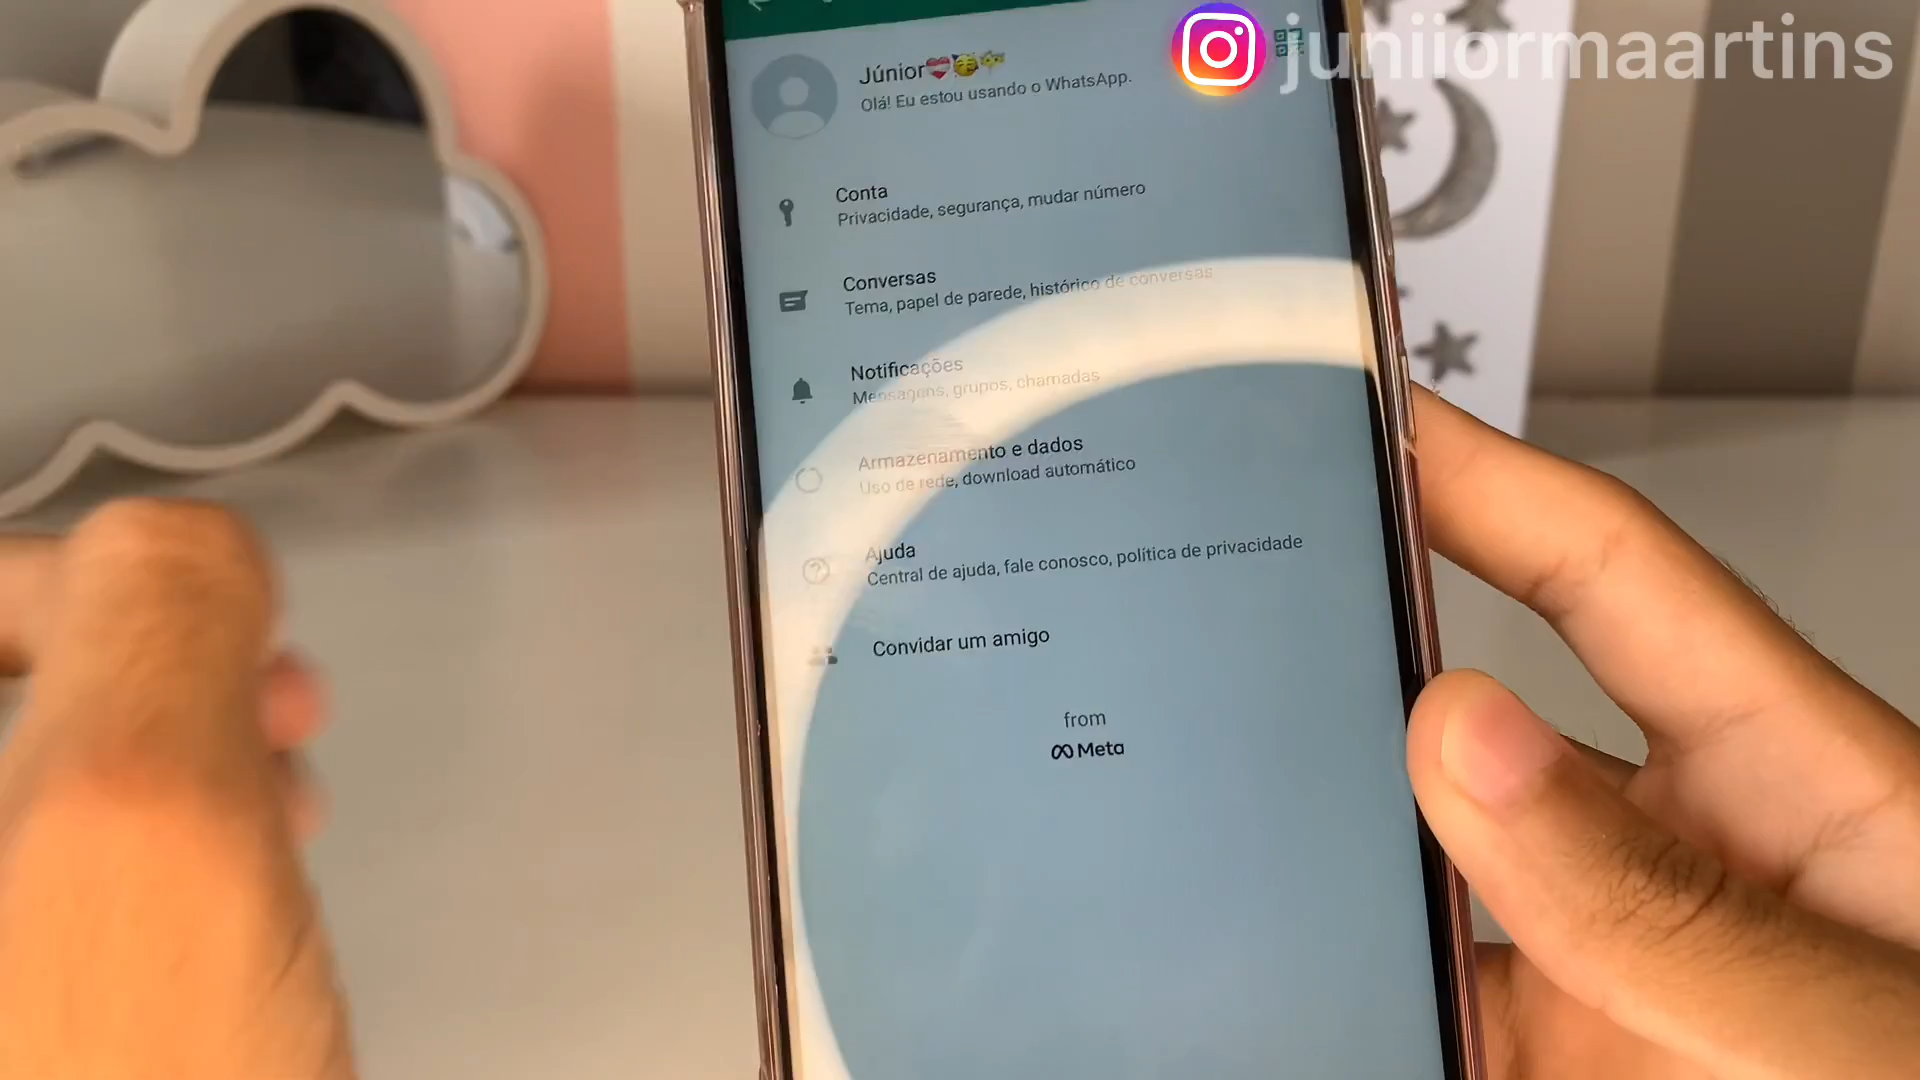 juniiormaartins
Júnior❤️‍🩹🥳
Olá! Eu estou usando o WhatsApp.
Conta
Privacidade, segurança, mudar número
Conversas
Tema, papel de parede, histórico de conversas
Notificações
Mensagens, grupos, chamadas
Armazenamento e dados
Uso de rede, download automático
Ajuda
Central de ajuda, fale conosco, política de privacidade
Convidar um amigo
from
Meta